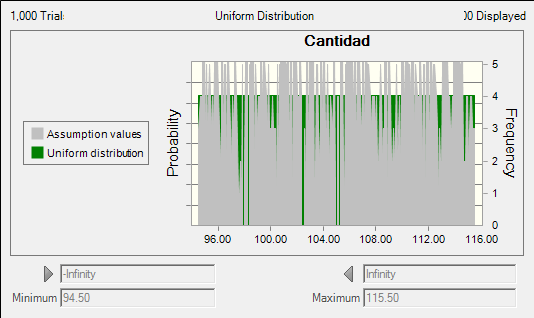 1,000 Trials Uniform Distribution 00 Displayed
Cantidad
Probability
Frequency
5
4
3
2
1
0
Assumption values
Uniform distribution
96.00 100.00 104.00 108.00 112.00 116.00
-Infinity Infinity
Minimum 94.50 Maximum 115.50